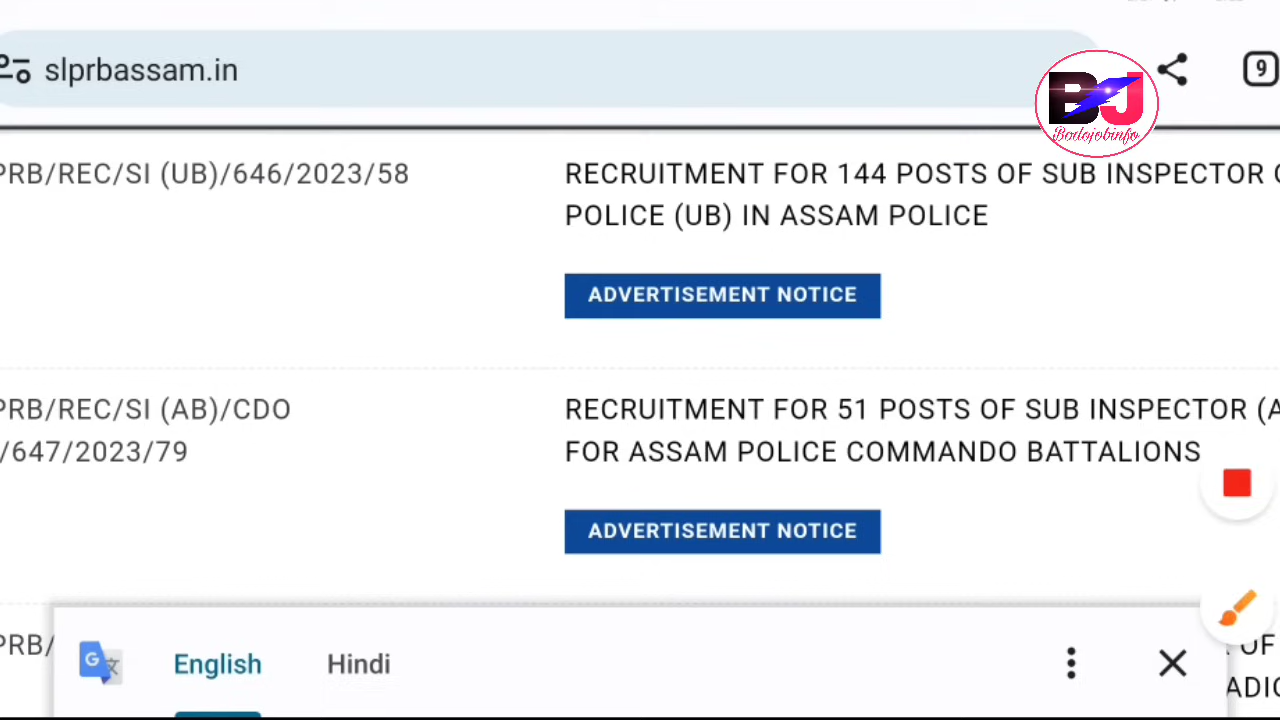 slprbassam.in
9
BJ
Bodojobinfo
PRB/REC/SI (UB)/646/2023/58
RECRUITMENT FOR 144 POSTS OF SUB INSPECTOR
POLICE (UB) IN ASSAM POLICE
ADVERTISEMENT NOTICE
PRB/REC/SI (AB)/CDO
/647/2023/79
RECRUITMENT FOR 51 POSTS OF SUB INSPECTOR (A
FOR ASSAM POLICE COMMANDO BATTALIONS
ADVERTISEMENT NOTICE
PRB/
OF
ADIO
English
Hindi